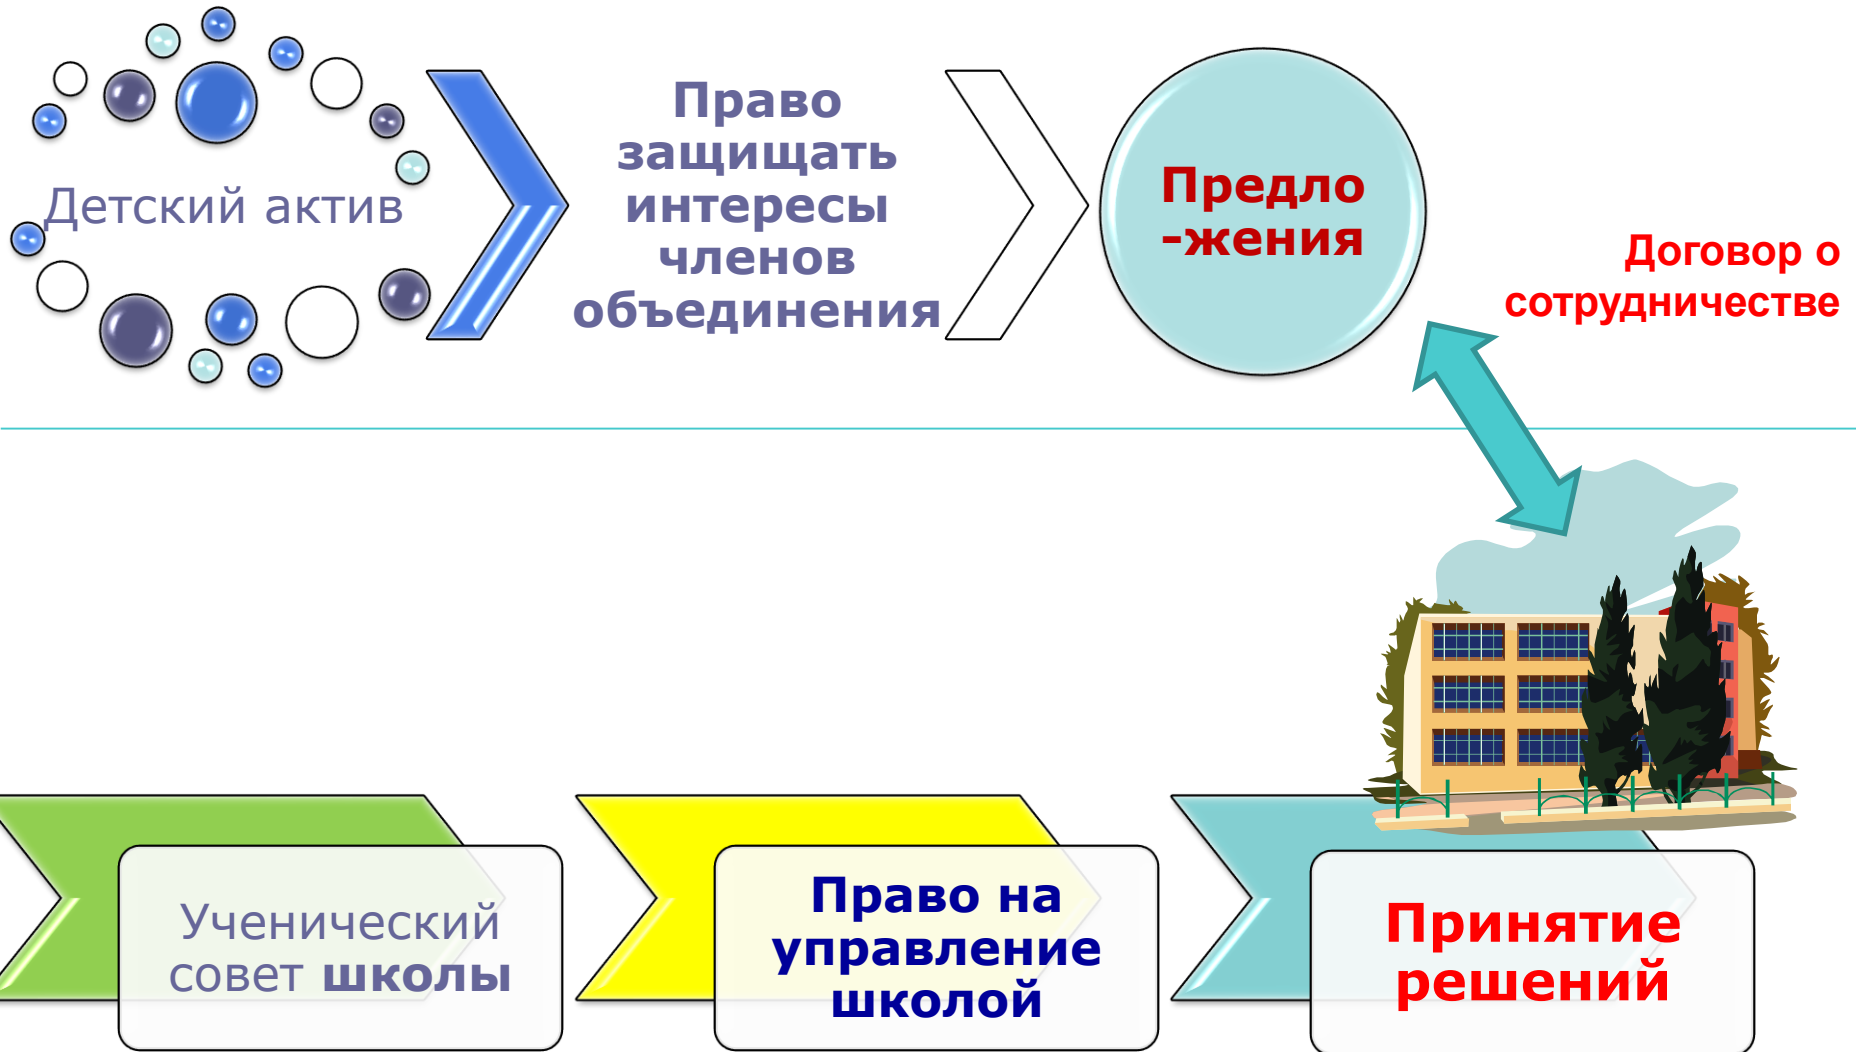 Детский актив
Право
защищать
интересы
членов
объединения
Предло
-жения
Договор о
сотрудничестве
Ученический
совет школы
Право на
управление
школой
Принятие
решений